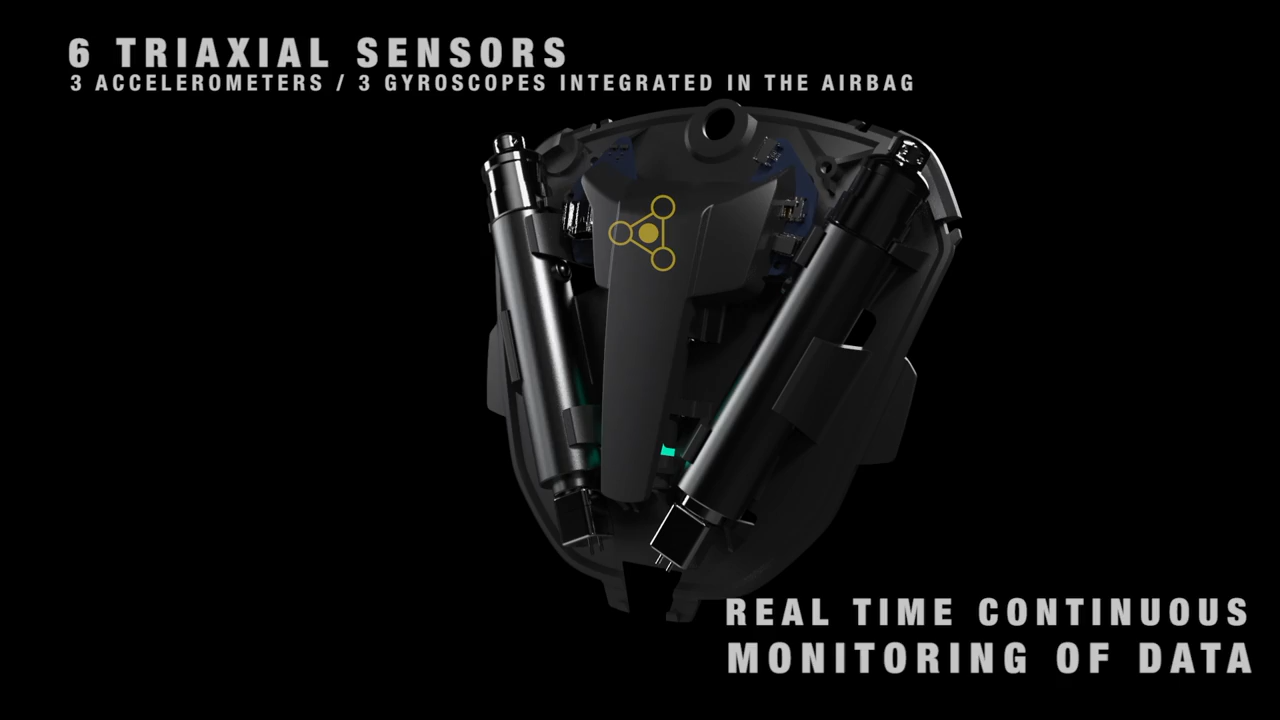 6 TRIAXIAL SENSORS
3 ACCELEROMETERS / 3 GYROSCOPES INTEGRATED IN THE AIRBAG
REAL TIME CONTINUOUS
MONITORING OF DATA